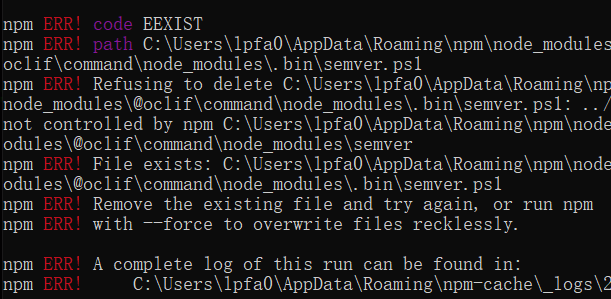 npm ERR! code EEXIST
npm ERR! path C:\Users\lpfa0\AppData\Roaming\npm\node_modules
oclif\command\node_modules\.bin\semver.ps1
npm ERR! Refusing to delete C:\Users\lpfa0\AppData\Roaming\np
node_modules\@oclif\command\node_modules\.bin\semver.ps1: ../
not controlled by npm C:\Users\lpfa0\AppData\Roaming\npm\node
odules\@oclif\command\node_modules\semver
npm ERR! File exists: C:\Users\lpfa0\AppData\Roaming\npm\node
odules\@oclif\command\node_modules\.bin\semver.ps1
npm ERR! Remove the existing file and try again, or run npm
npm ERR! with --force to overwrite files recklessly.
npm ERR! A complete log of this run can be found in:
npm ERR!     C:\Users\lpfa0\AppData\Roaming\npm-cache\_logs\2